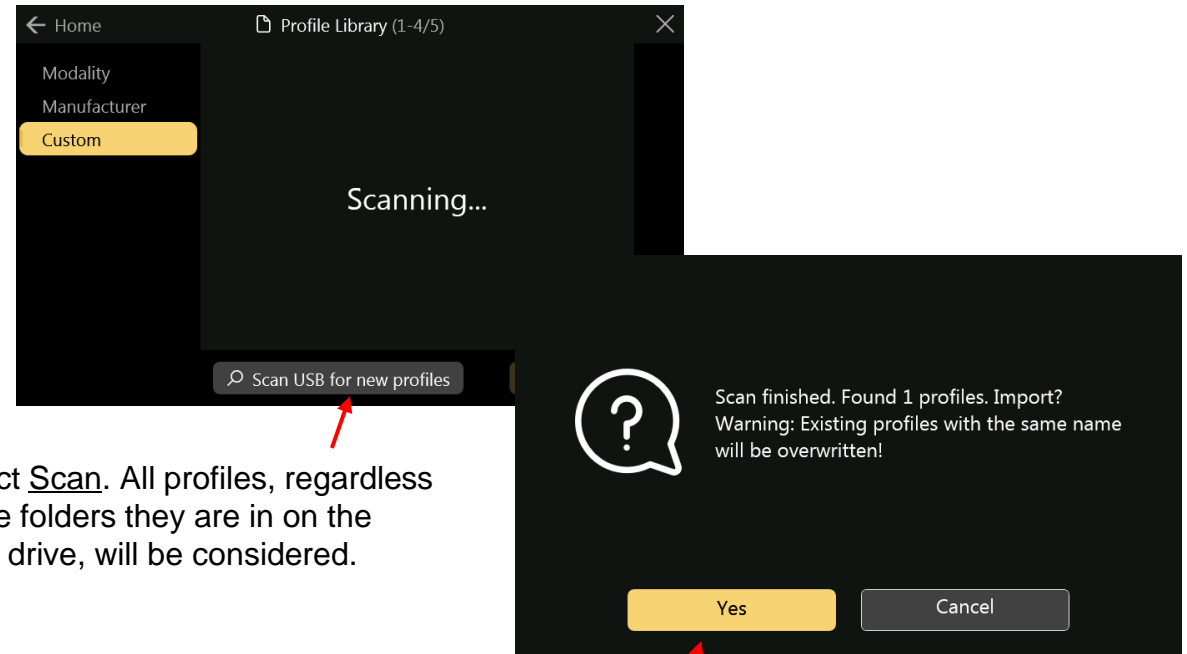 Home
Profile Library (1-4/5)
Modality
Manufacturer
Custom
Scanning...
Scan USB for new profiles
Scan finished. Found 1 profiles. Import?
Warning: Existing profiles with the same name
will be overwritten!
Yes
Cancel
Scan. All profiles, regardless
folders they are in on the
drive, will be considered.